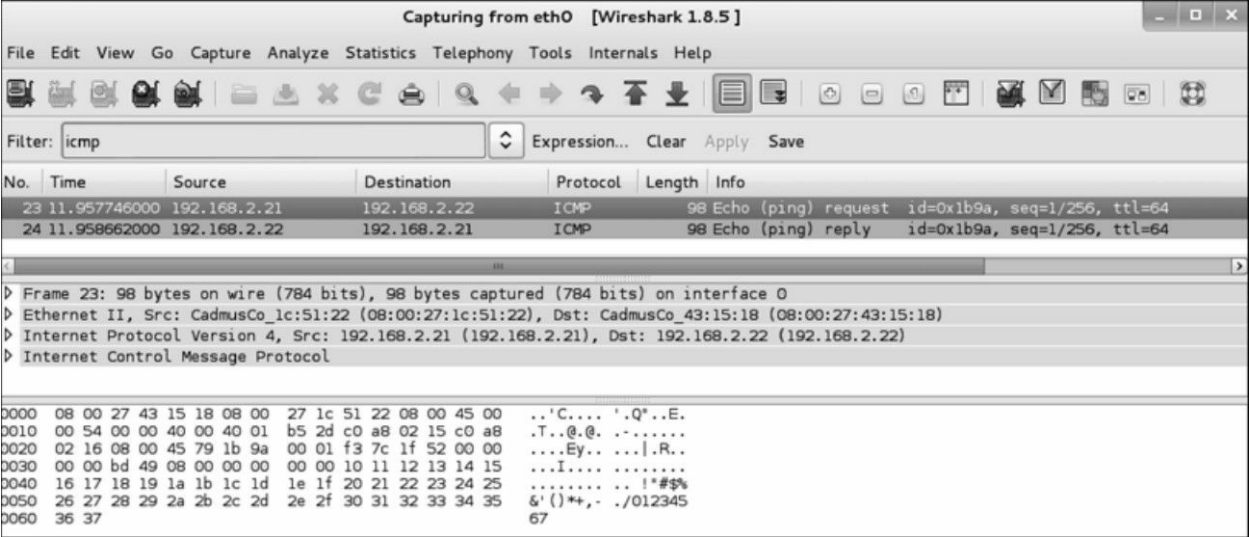 Capturing from eth0 [Wireshark 1.8.5 ]
File Edit View Go Capture Analyze Statistics Telephony Tools Internals Help
Filter: icmp Expression... Clear Apply Save
No. Time Source Destination Protocol Length Info
23 11.957746000 192.168.2.21 192.168.2.22 ICMP 98 Echo (ping) request id=0x1b9a, seq=1/256, ttl=64
24 11.958662000 192.168.2.22 192.168.2.21 ICMP 98 Echo (ping) reply id=0x1b9a, seq=1/256, ttl=64
Frame 23: 98 bytes on wire (784 bits), 98 bytes captured (784 bits) on interface 0
Ethernet II, Src: CadmusCo_1c:51:22 (08:00:27:1c:51:22), Dst: CadmusCo_43:15:18 (08:00:27:43:15:18)
Internet Protocol Version 4, Src: 192.168.2.21 (192.168.2.21), Dst: 192.168.2.22 (192.168.2.22)
Internet Control Message Protocol
0000 08 00 27 43 15 18 08 00 27 1c 51 22 08 00 45 00 ..'C.... '.Q"..E.
0010 00 54 00 00 40 00 40 01 b5 2d c0 a8 02 15 c0 a8 .T..@.@. .-......
0020 02 16 08 00 45 79 1b 9a 00 01 f3 7c 1f 52 00 00 ....Ey.. ...|.R..
0030 00 00 bd 49 08 00 00 00 00 00 10 11 12 13 14 15 ...I.... ........
0040 16 17 18 19 1a 1b 1c 1d 1e 1f 20 21 22 23 24 25 ........ .. !"#$%
0050 26 27 28 29 2a 2b 2c 2d 2e 2f 30 31 32 33 34 35 &'()*+,- ./012345
0060 36 37 67